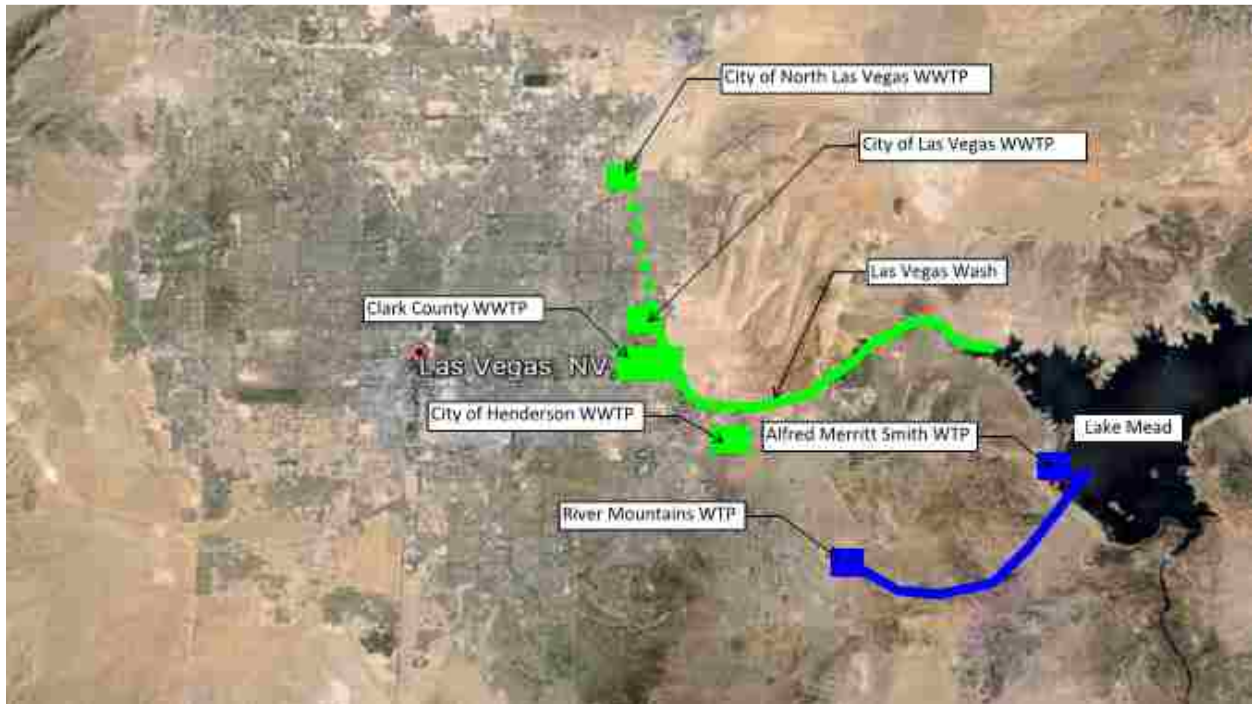 City of North Las Vegas WWTP
City of Las Vegas WWTP
Las Vegas Wash
Clark County WWTP
Las Vegas NV
City of Henderson WWTP
Alfred Merritt Smith WTP
Lake Mead
River Mountains WTP